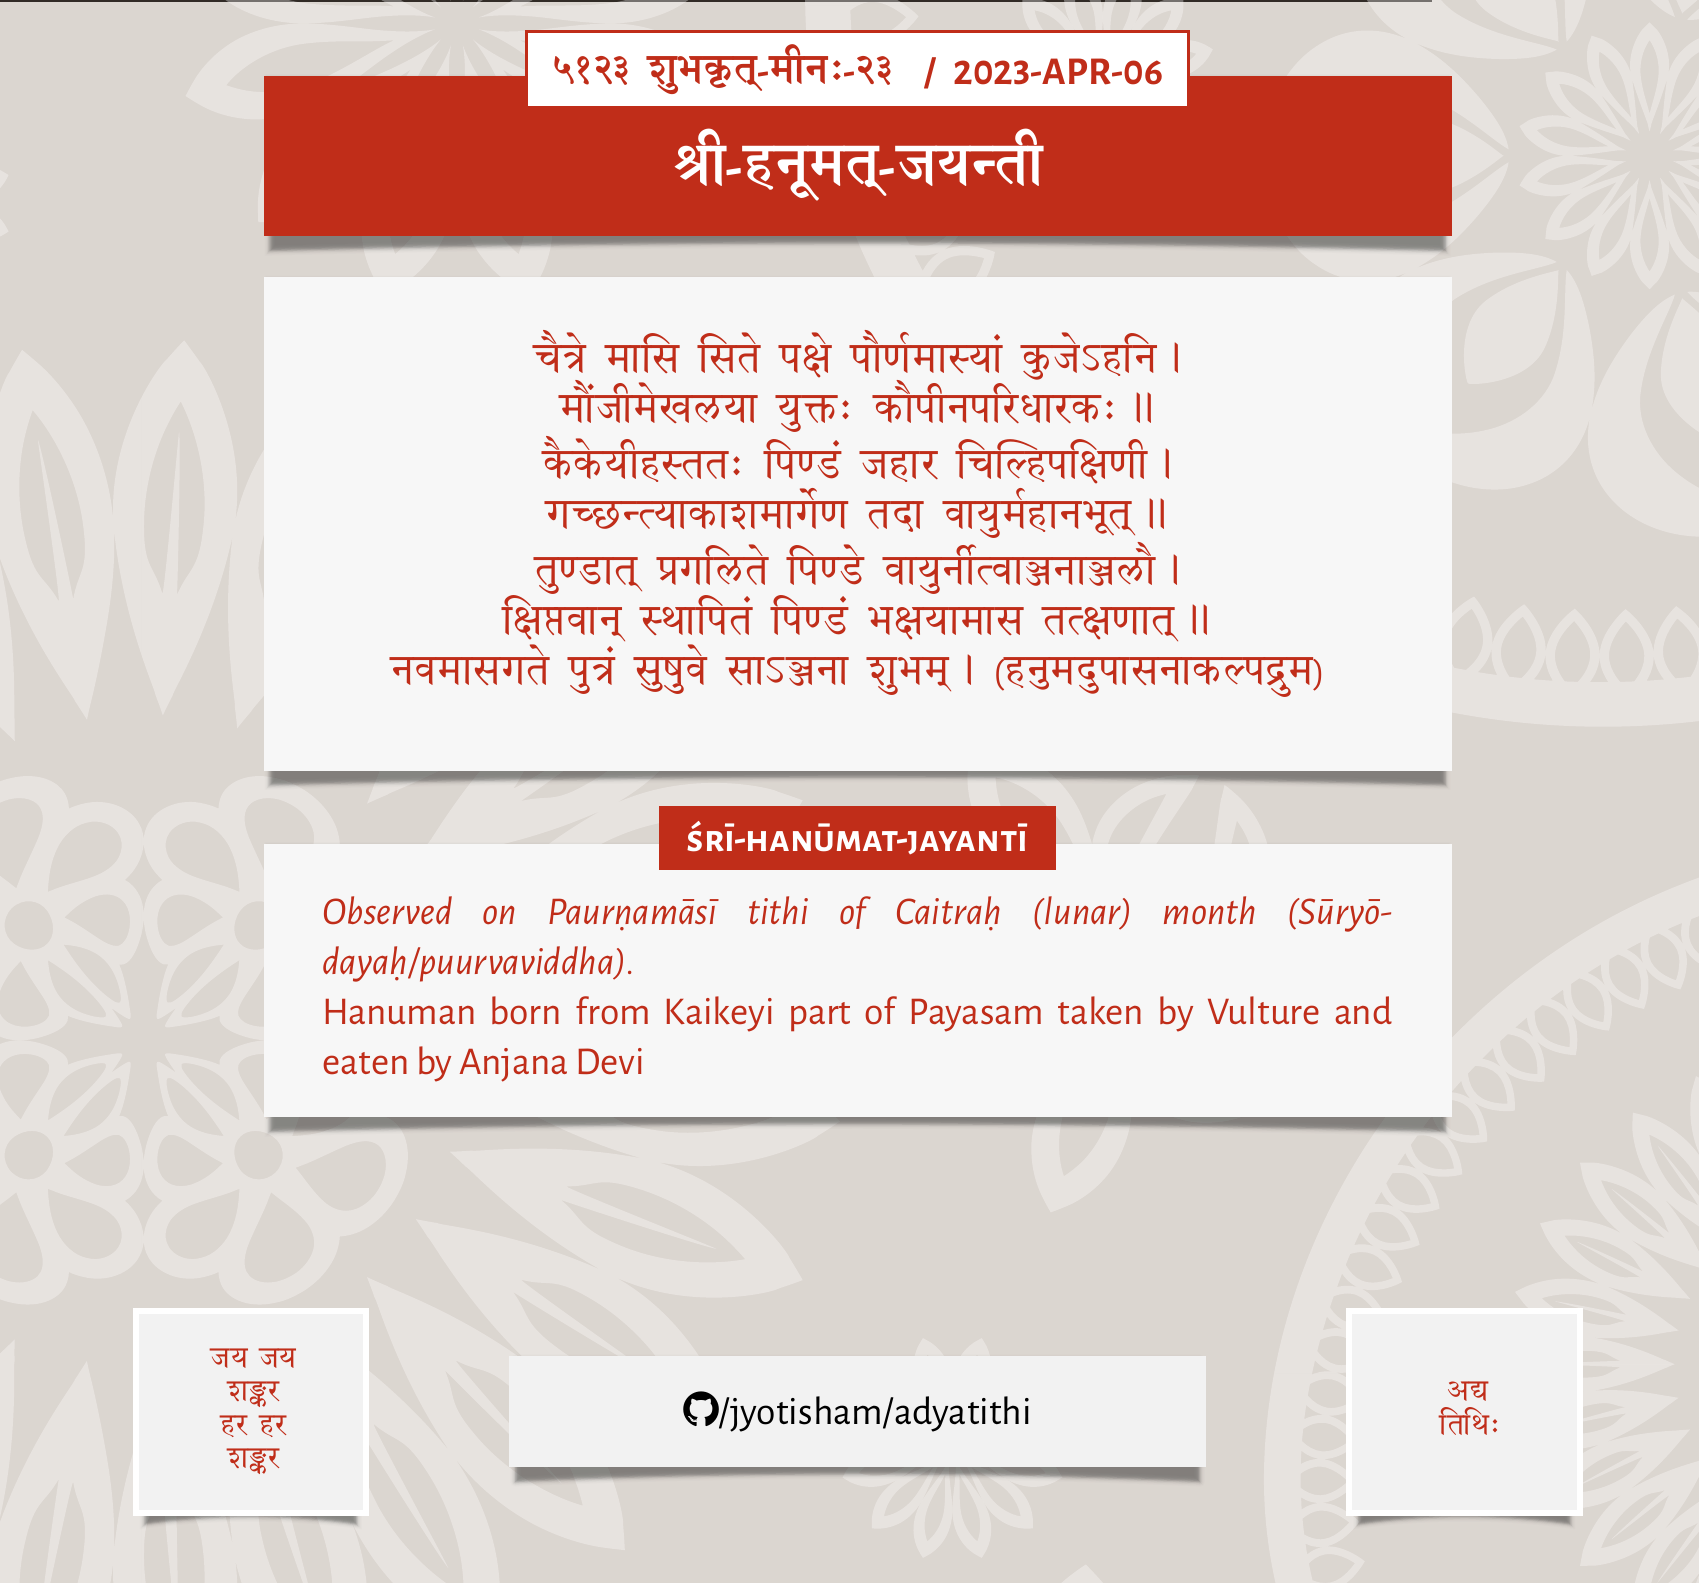 ५१२३ शुभकृत्-मीनः-२३ / 2023-APR-06
श्री-हनूमत्-जयन्ती
चैत्रे मासि सिते पक्षे पौर्णमास्यां कुजेऽहनि।
मौंजीमेखलया युक्तः कौपीनपरिधारकः॥
कैकेयीहस्ततः पिण्डं जहार चिल्हिपक्षिणी।
गच्छन्त्याकाशमार्गेण तदा वायुर्महानभूत्॥
तुण्डात् प्रगलिते पिण्डे वायुर्नीत्वाञ्जनाञ्जलौ।
क्षिप्तवान् स्थापितं पिण्डं भक्षयामास तत्क्षणात्॥
नवमासगते पुत्रं सुषुवे साऽञ्जना शुभम्। (हनुमदुपासनाकल्पद्रुम)
ŚRĪ-HANŪMAT-JAYANTĪ
Observed on Paurṇamāsī tithi of Caitraḥ (lunar) month (Sūryō-
dayaḥ/puurvaviddha).
Hanuman born from Kaikeyi part of Payasam taken by Vulture and
eaten by Anjana Devi
जय जय
शङ्कर
हर हर
शङ्कर
/jyotisham/adyatithi
अद्य
तिथिः